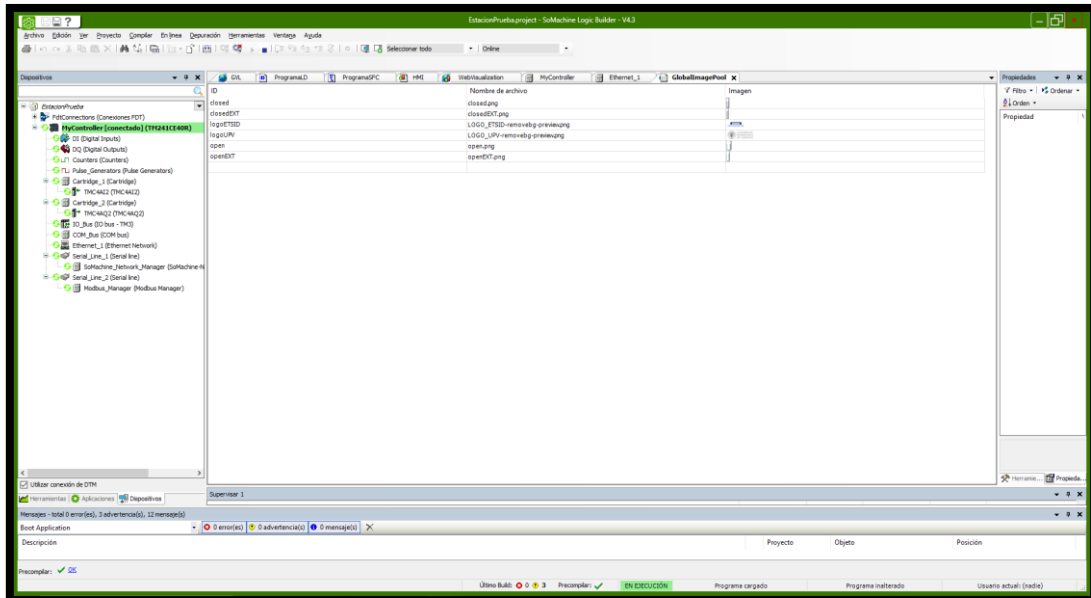 EstacionPrueba.project - SoMachine Logic Builder - V4.3
Archivo Edición Ver Proyecto Compilar En línea Depuración Herramientas Ventana Ayuda
Seleccionar todo Online
Dispositivos
GVL ProgramaLD ProgramaSFC HMI WebVisualization MyController Ethernet_1 GlobalImagePool
Propiedades
Filtro Ordenar
Orden
Propiedad
ID Nombre de archivo Imagen
closed closed.png
closedEXT closedEXT.png
logoETSID LOGO_ETSID-removebg-preview.png
logoUPV LOGO_UPV-removebg-preview.png
open open.png
openEXT openEXT.png
EstacionPrueba
PdtConnections (Conexiones PDT)
MyController [conectado] (TM241CE40R)
DI (Digital Inputs)
DQ (Digital Outputs)
Counters (Counters)
Pulse_Generators (Pulse Generators)
Cartridge_1 (Cartridge)
TMC4AI2 (TMC4AI2)
Cartridge_2 (Cartridge)
TMC4AQ2 (TMC4AQ2)
IO_Bus (IO bus - TM3)
COM_Bus (COM bus)
Ethernet_1 (Ethernet Network)
Serial_Line_1 (Serial line)
SoMachine_Network_Manager (SoMachine-N
Serial_Line_2 (Serial line)
Modbus_Manager (Modbus Manager)
Utilizar conexión de DTM
Herramientas Aplicaciones Dispositivos
Supervisar 1
Herramie... Propieda...
Mensajes - total 0 error(es), 3 advertencia(s), 12 mensaje(s)
Boot Application 0 error(es) 0 advertencia(s) 0 mensaje(s)
Descripción Proyecto Objeto Posición
Precompilar: OK
Último Build: 0 3 Precompilar: EN EJECUCIÓN Programa cargado Programa inalterado Usuario actual: (nadie)